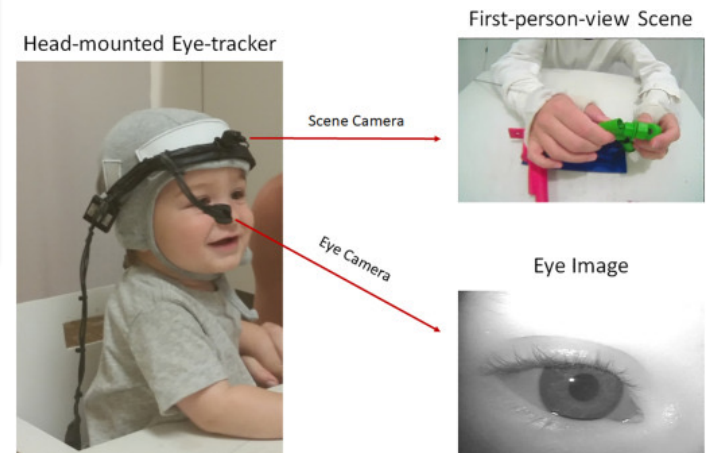 Head-mounted Eye-tracker
First-person-view Scene
Scene Camera
Eye Camera
Eye Image